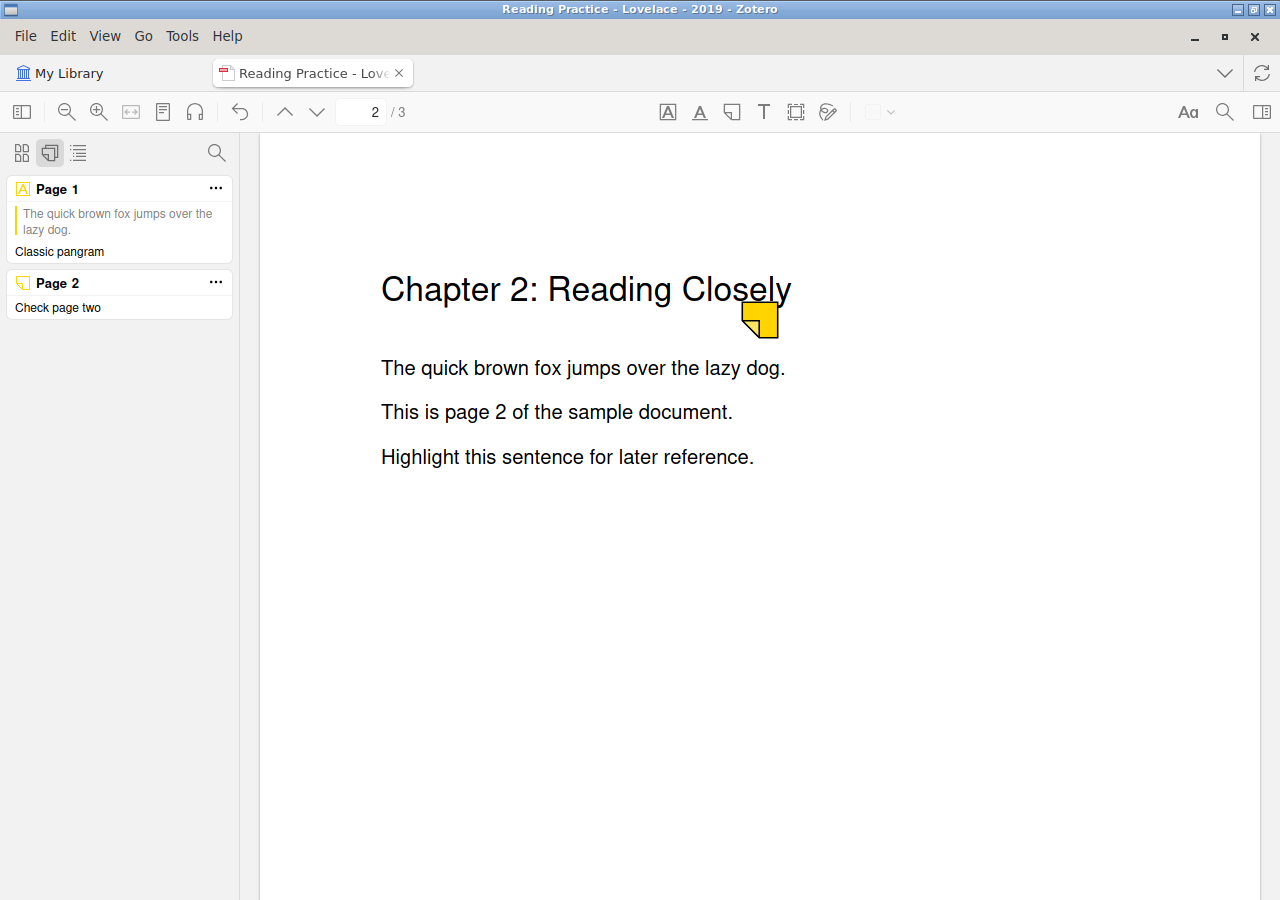 Reading Practice - Lovelace - 2019 - Zotero
File Edit View Go Tools Help
My Library
Reading Practice - Love
2 / 3
T
Aa
Page 1
The quick brown fox jumps over the
lazy dog.
Classic pangram
Page 2
Check page two
Chapter 2: Reading Closely
The quick brown fox jumps over the lazy dog.
This is page 2 of the sample document.
Highlight this sentence for later reference.